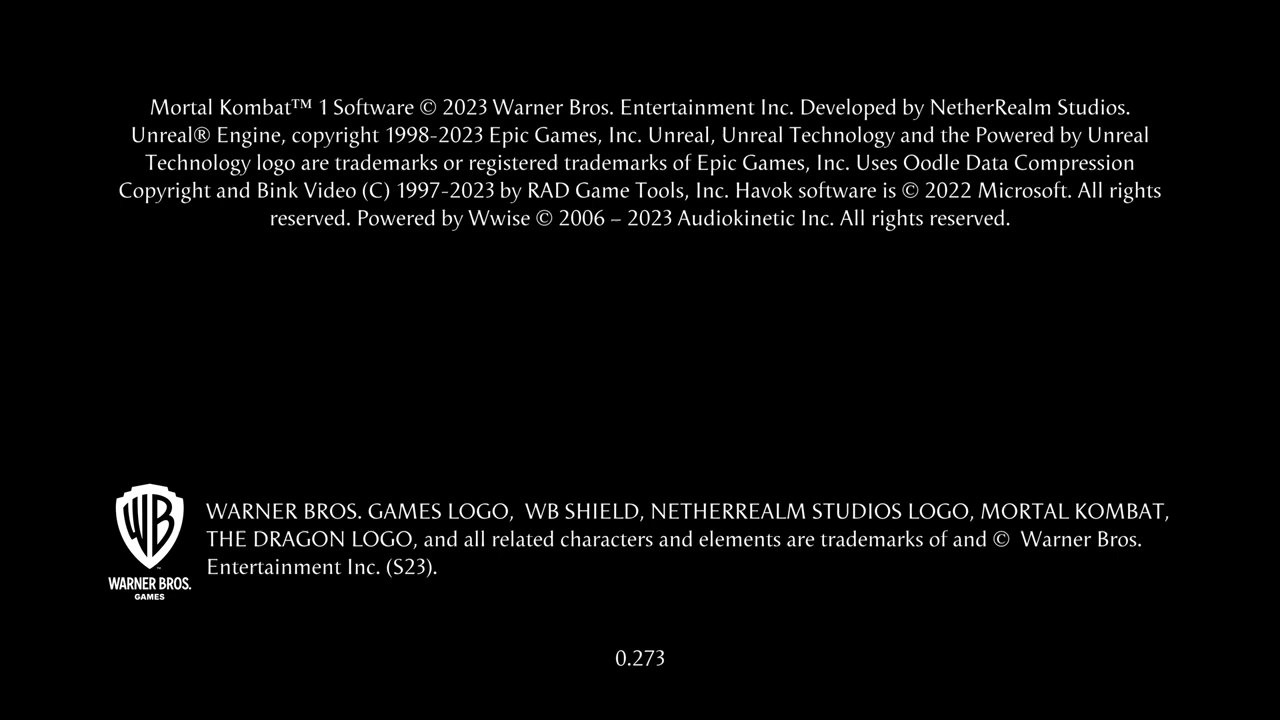 Mortal Kombat™ 1 Software © 2023 Warner Bros. Entertainment Inc. Developed by NetherRealm Studios.
Unreal® Engine, copyright 1998-2023 Epic Games, Inc. Unreal, Unreal Technology and the Powered by Unreal
Technology logo are trademarks or registered trademarks of Epic Games, Inc. Uses Oodle Data Compression
Copyright and Bink Video (C) 1997-2023 by RAD Game Tools, Inc. Havok software is © 2022 Microsoft. All rights
reserved. Powered by Wwise © 2006 – 2023 Audiokinetic Inc. All rights reserved.
WB
WARNER BROS.
GAMES
WARNER BROS. GAMES LOGO,  WB SHIELD, NETHERREALM STUDIOS LOGO, MORTAL KOMBAT,
THE DRAGON LOGO, and all related characters and elements are trademarks of and ©  Warner Bros.
Entertainment Inc. (S23).
0.273